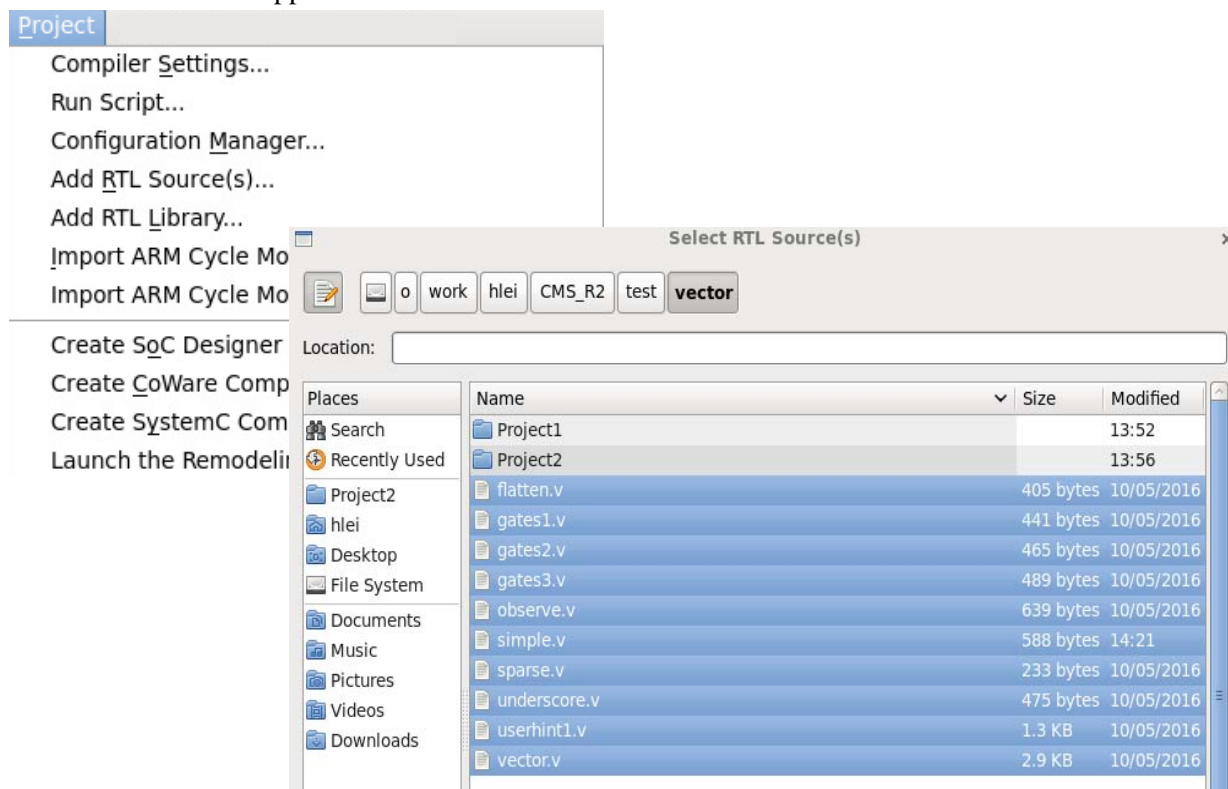 Project
Compiler Settings...
Run Script...
Configuration Manager...
Add RTL Source(s)...
Add RTL Library...
Import ARM Cycle Mo
Import ARM Cycle Mo
Create SoC Designer
Create CoWare Comp
Create SystemC Com
Launch the Remodelin
Select RTL Source(s)
o work hlei CMS_R2 test vector
Location:
Places Name Size Modified
Search Project1 13:52
Recently Used Project2 13:56
Project2 flatten.v 405 bytes 10/05/2016
hlei gates1.v 441 bytes 10/05/2016
Desktop gates2.v 465 bytes 10/05/2016
File System gates3.v 489 bytes 10/05/2016
Documents observe.v 639 bytes 10/05/2016
Music simple.v 588 bytes 14:21
Pictures sparse.v 233 bytes 10/05/2016
Videos underscore.v 475 bytes 10/05/2016
Downloads userhint1.v 1.3 KB 10/05/2016
vector.v 2.9 KB 10/05/2016